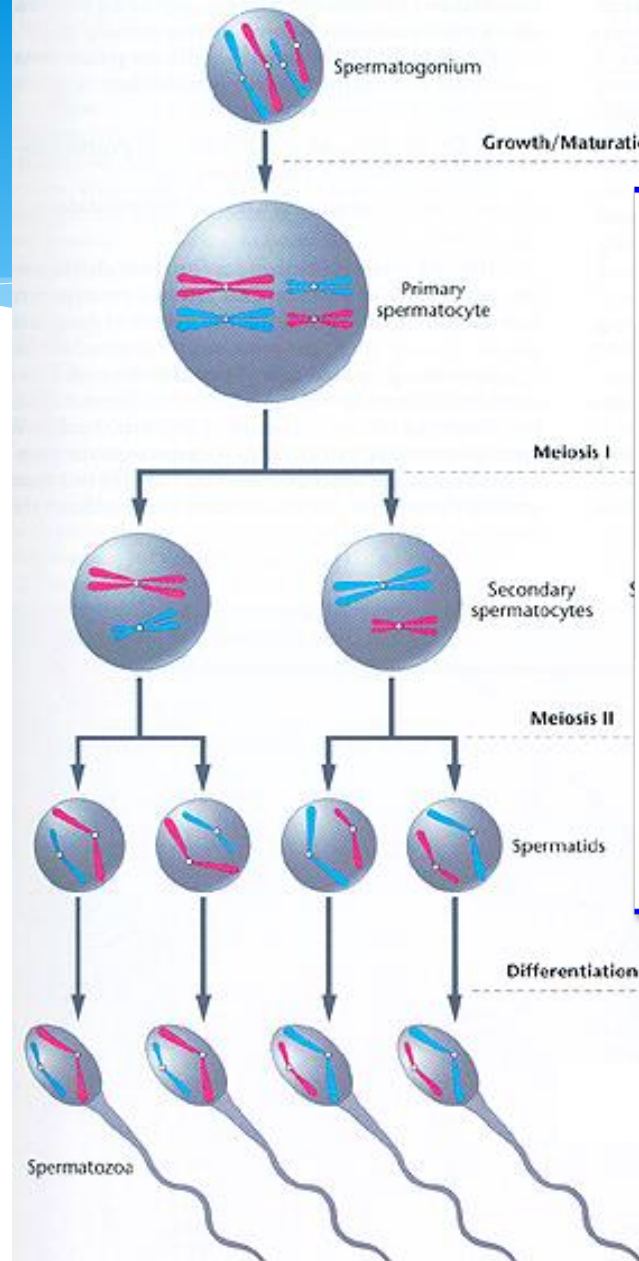 Spermatogonium
Growth/Maturati
Primary
spermatocyte
Meiosis I
Secondary
spermatocytes
S
Meiosis II
Spermatids
Differentiation
Spermatozoa